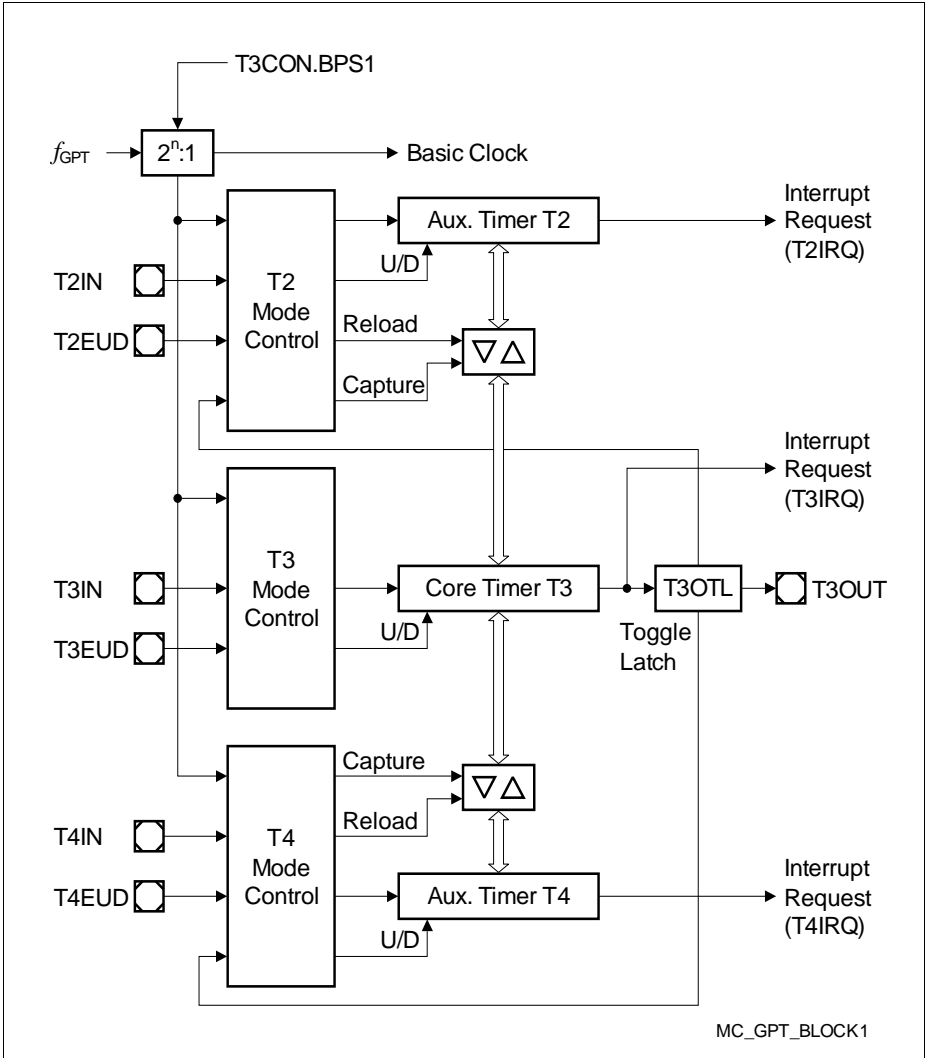 T3CON.BPS1
fGPT
2n:1
Basic Clock
Interrupt
Request
(T2IRQ)
Aux. Timer T2
U/D
T2IN
T2
Mode
Control
T2EUD
Reload
Capture
Interrupt
Request
(T3IRQ)
T3
Mode
Control
T3IN
Core Timer T3
T3OTL
T3OUT
U/D
T3EUD
Toggle
Latch
Capture
Reload
T4IN
T4
Mode
Control
T4EUD
Aux. Timer T4
U/D
Interrupt
Request
(T4IRQ)
MC_GPT_BLOCK1